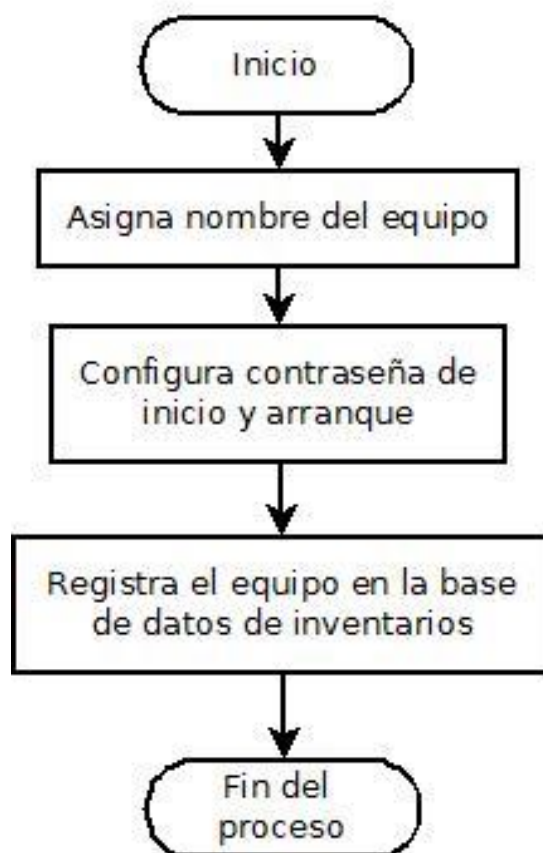 Inicio
Asigna nombre del equipo
Configura contraseña de
inicio y arranque
Registra el equipo en la base
de datos de inventarios
Fin del
proceso